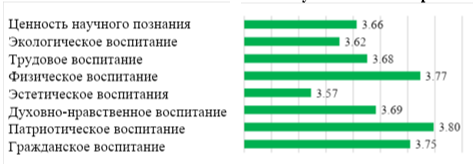 Ценность научного познания 3.66
Экологическое воспитание 3.62
Трудовое воспитание 3.68
Физическое воспитание 3.77
Эстетическое воспитания 3.57
Духовно-нравственное воспитание 3.69
Патриотическое воспитание 3.80
Гражданское воспитание 3.75